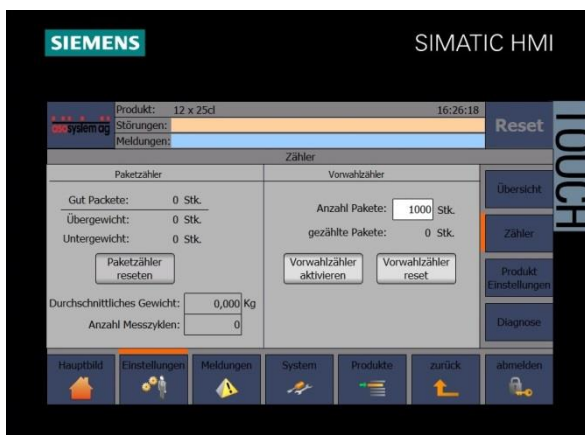 SIEMENS
SIMATIC HMI
TOUCH
asosystem ag
Produkt: 12 x 25cl 16:26:18
Störungen:
Meldungen:
Reset
Zähler
Paketzähler
Gut Packete: 0 Stk.
Übergewicht: 0 Stk.
Untergewicht: 0 Stk.
Paketzähler
reseten
Durchschnittliches Gewicht: 0,000 Kg
Anzahl Messzyklen: 0
Vorwahlzähler
Anzahl Pakete: 1000 Stk.
gezählte Pakete: 0 Stk.
Vorwahlzähler
aktivieren
Vorwahlzähler
reset
Übersicht
Zähler
Produkt
Einstellungen
Diagnose
Hauptbild
Einstellungen
Meldungen
System
Produkte
zurück
abmelden